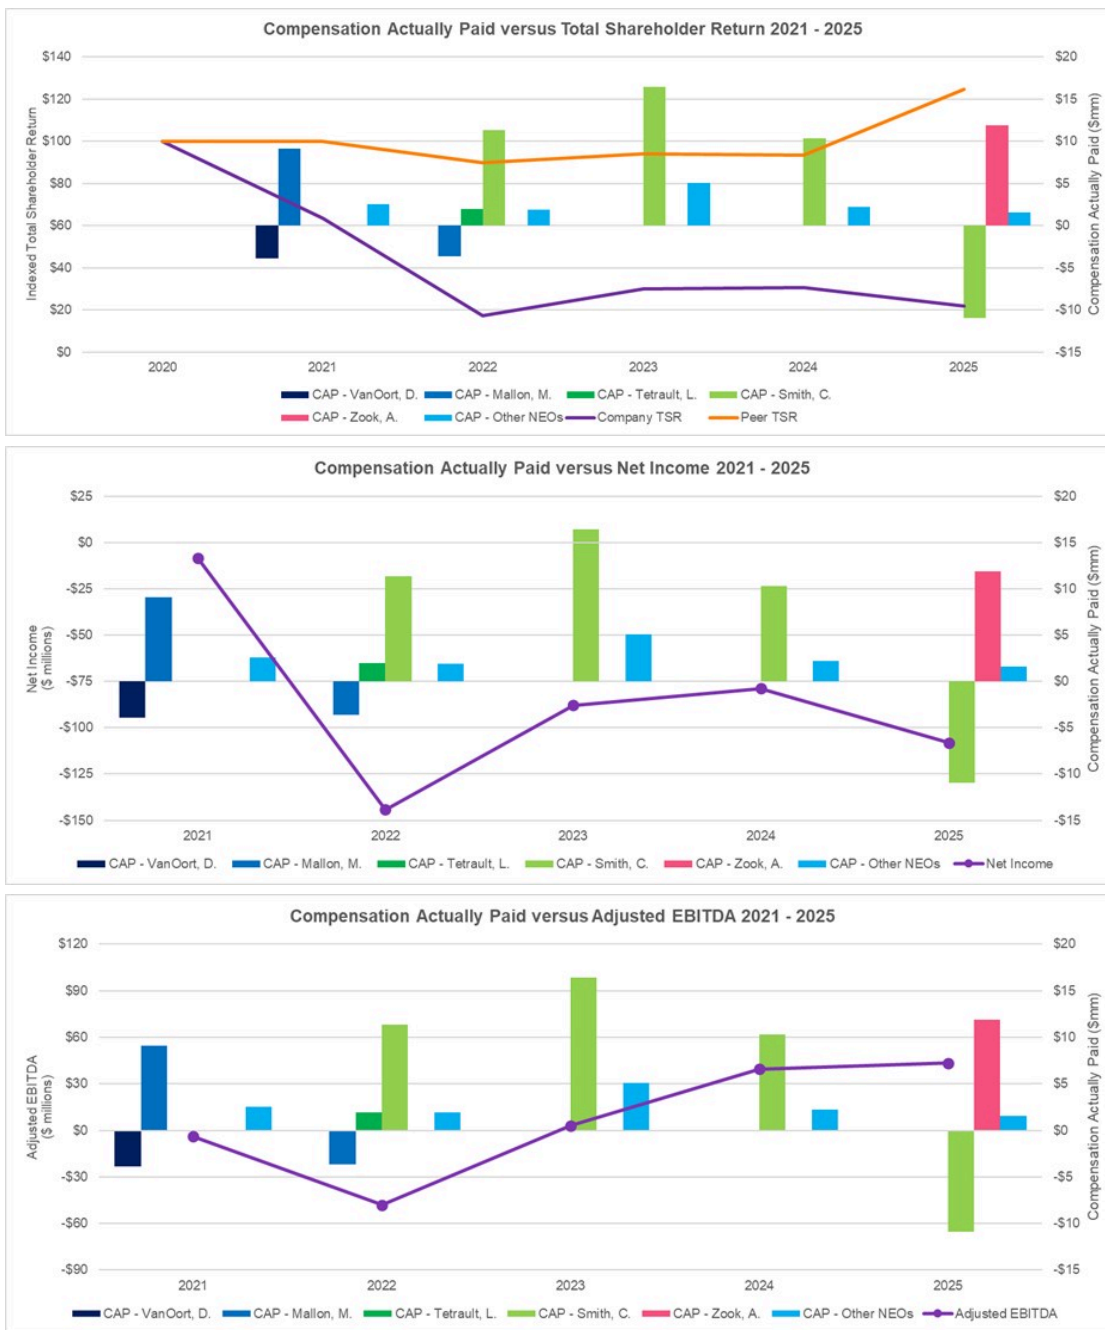 Compensation Actually Paid versus Total Shareholder Return 2021 - 2025
Indexed Total Shareholder Return
$140
$120
$100
$80
$60
$40
$20
$0
$20
$15
$10
$5
$0
-$5
-$10
-$15
Compensation Actually Paid ($mm)
2020 2021 2022 2023 2024 2025
CAP - VanOort, D. CAP - Mallon, M. CAP - Tetrault, L. CAP - Smith, C.
CAP - Zook, A. CAP - Other NEOs Company TSR Peer TSR
Compensation Actually Paid versus Net Income 2021 - 2025
Net Income
($ millions)
$25
$0
-$25
-$50
-$75
-$100
-$125
-$150
$20
$15
$10
$5
$0
-$5
-$10
-$15
Compensation Actually Paid ($mm)
2021 2022 2023 2024 2025
CAP - VanOort, D. CAP - Mallon, M. CAP - Tetrault, L. CAP - Smith, C. CAP - Zook, A. CAP - Other NEOs Net Income
Compensation Actually Paid versus Adjusted EBITDA 2021 - 2025
Adjusted EBITDA
($ millions)
$120
$90
$60
$30
$0
-$30
-$60
-$90
$20
$15
$10
$5
$0
-$5
-$10
-$15
Compensation Actually Paid ($mm)
2021 2022 2023 2024 2025
CAP - VanOort, D. CAP - Mallon, M. CAP - Tetrault, L. CAP - Smith, C. CAP - Zook, A. CAP - Other NEOs Adjusted EBITDA